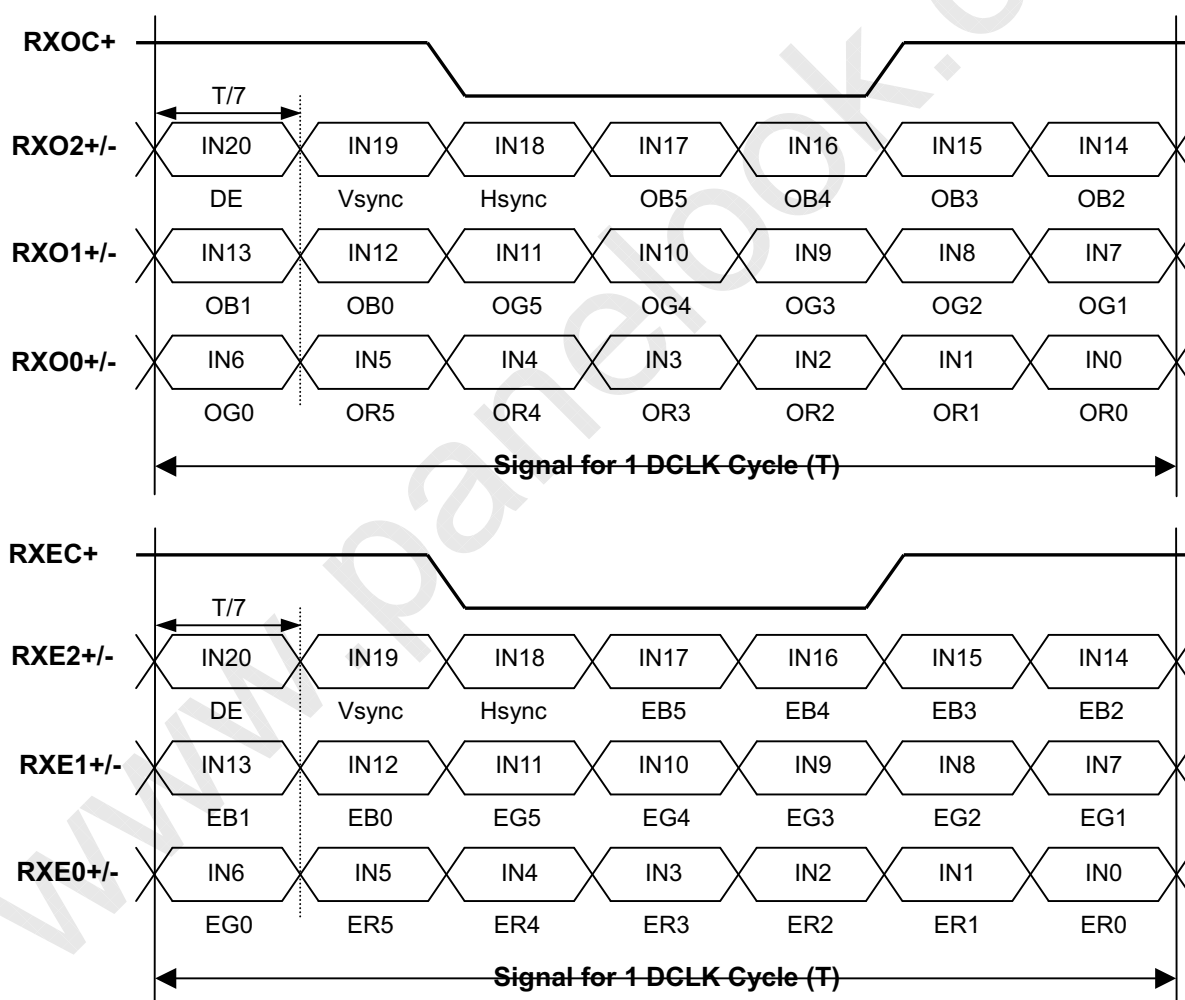 RXOC+
T/7
RXO2+/- IN20 IN19 IN18 IN17 IN16 IN15 IN14
DE Vsync Hsync OB5 OB4 OB3 OB2
RXO1+/- IN13 IN12 IN11 IN10 IN9 IN8 IN7
OB1 OB0 OG5 OG4 OG3 OG2 OG1
RXO0+/- IN6 IN5 IN4 IN3 IN2 IN1 IN0
OG0 OR5 OR4 OR3 OR2 OR1 OR0
Signal for 1 DCLK Cycle (T)
RXEC+
T/7
RXE2+/- IN20 IN19 IN18 IN17 IN16 IN15 IN14
DE Vsync Hsync EB5 EB4 EB3 EB2
RXE1+/- IN13 IN12 IN11 IN10 IN9 IN8 IN7
EB1 EB0 EG5 EG4 EG3 EG2 EG1
RXE0+/- IN6 IN5 IN4 IN3 IN2 IN1 IN0
EG0 ER5 ER4 ER3 ER2 ER1 ER0
Signal for 1 DCLK Cycle (T)
www.panelook.c